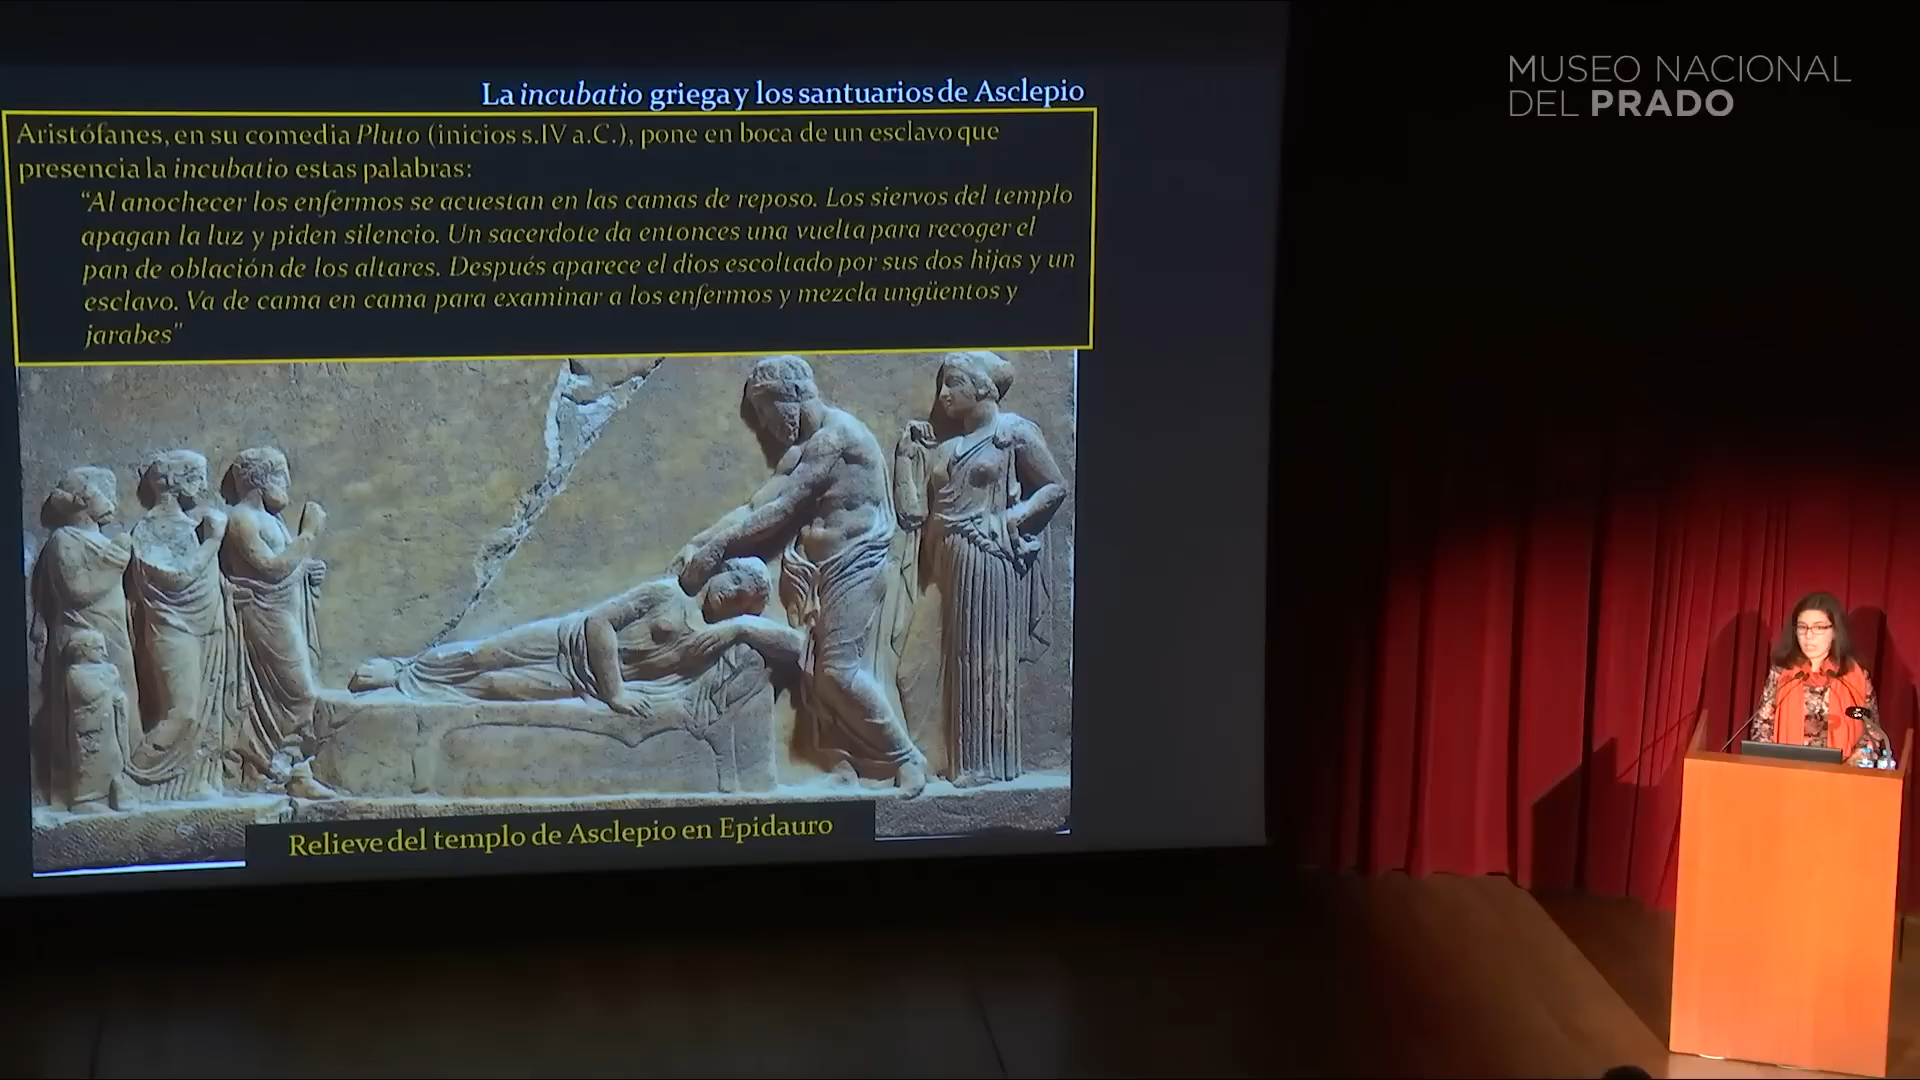 MUSEO NACIONAL
DEL PRADO
La incubatio griega y los santuarios de Asclepio
Aristófanes, en su comedia Pluto (inicios s.IV a.C.), pone en boca de un esclavo que
presencia la incubatio estas palabras:
“Al anochecer los enfermos se acuestan en las camas de reposo. Los siervos del templo
apagan la luz y piden silencio. Un sacerdote da entonces una vuelta para recoger el
pan de oblación de los altares. Después aparece el dios escoltado por sus dos hijas y un
esclavo. Va de cama en cama para examinar a los enfermos y mezcla ungüentos y
jarabes"
Relieve del templo de Asclepio en Epidauro